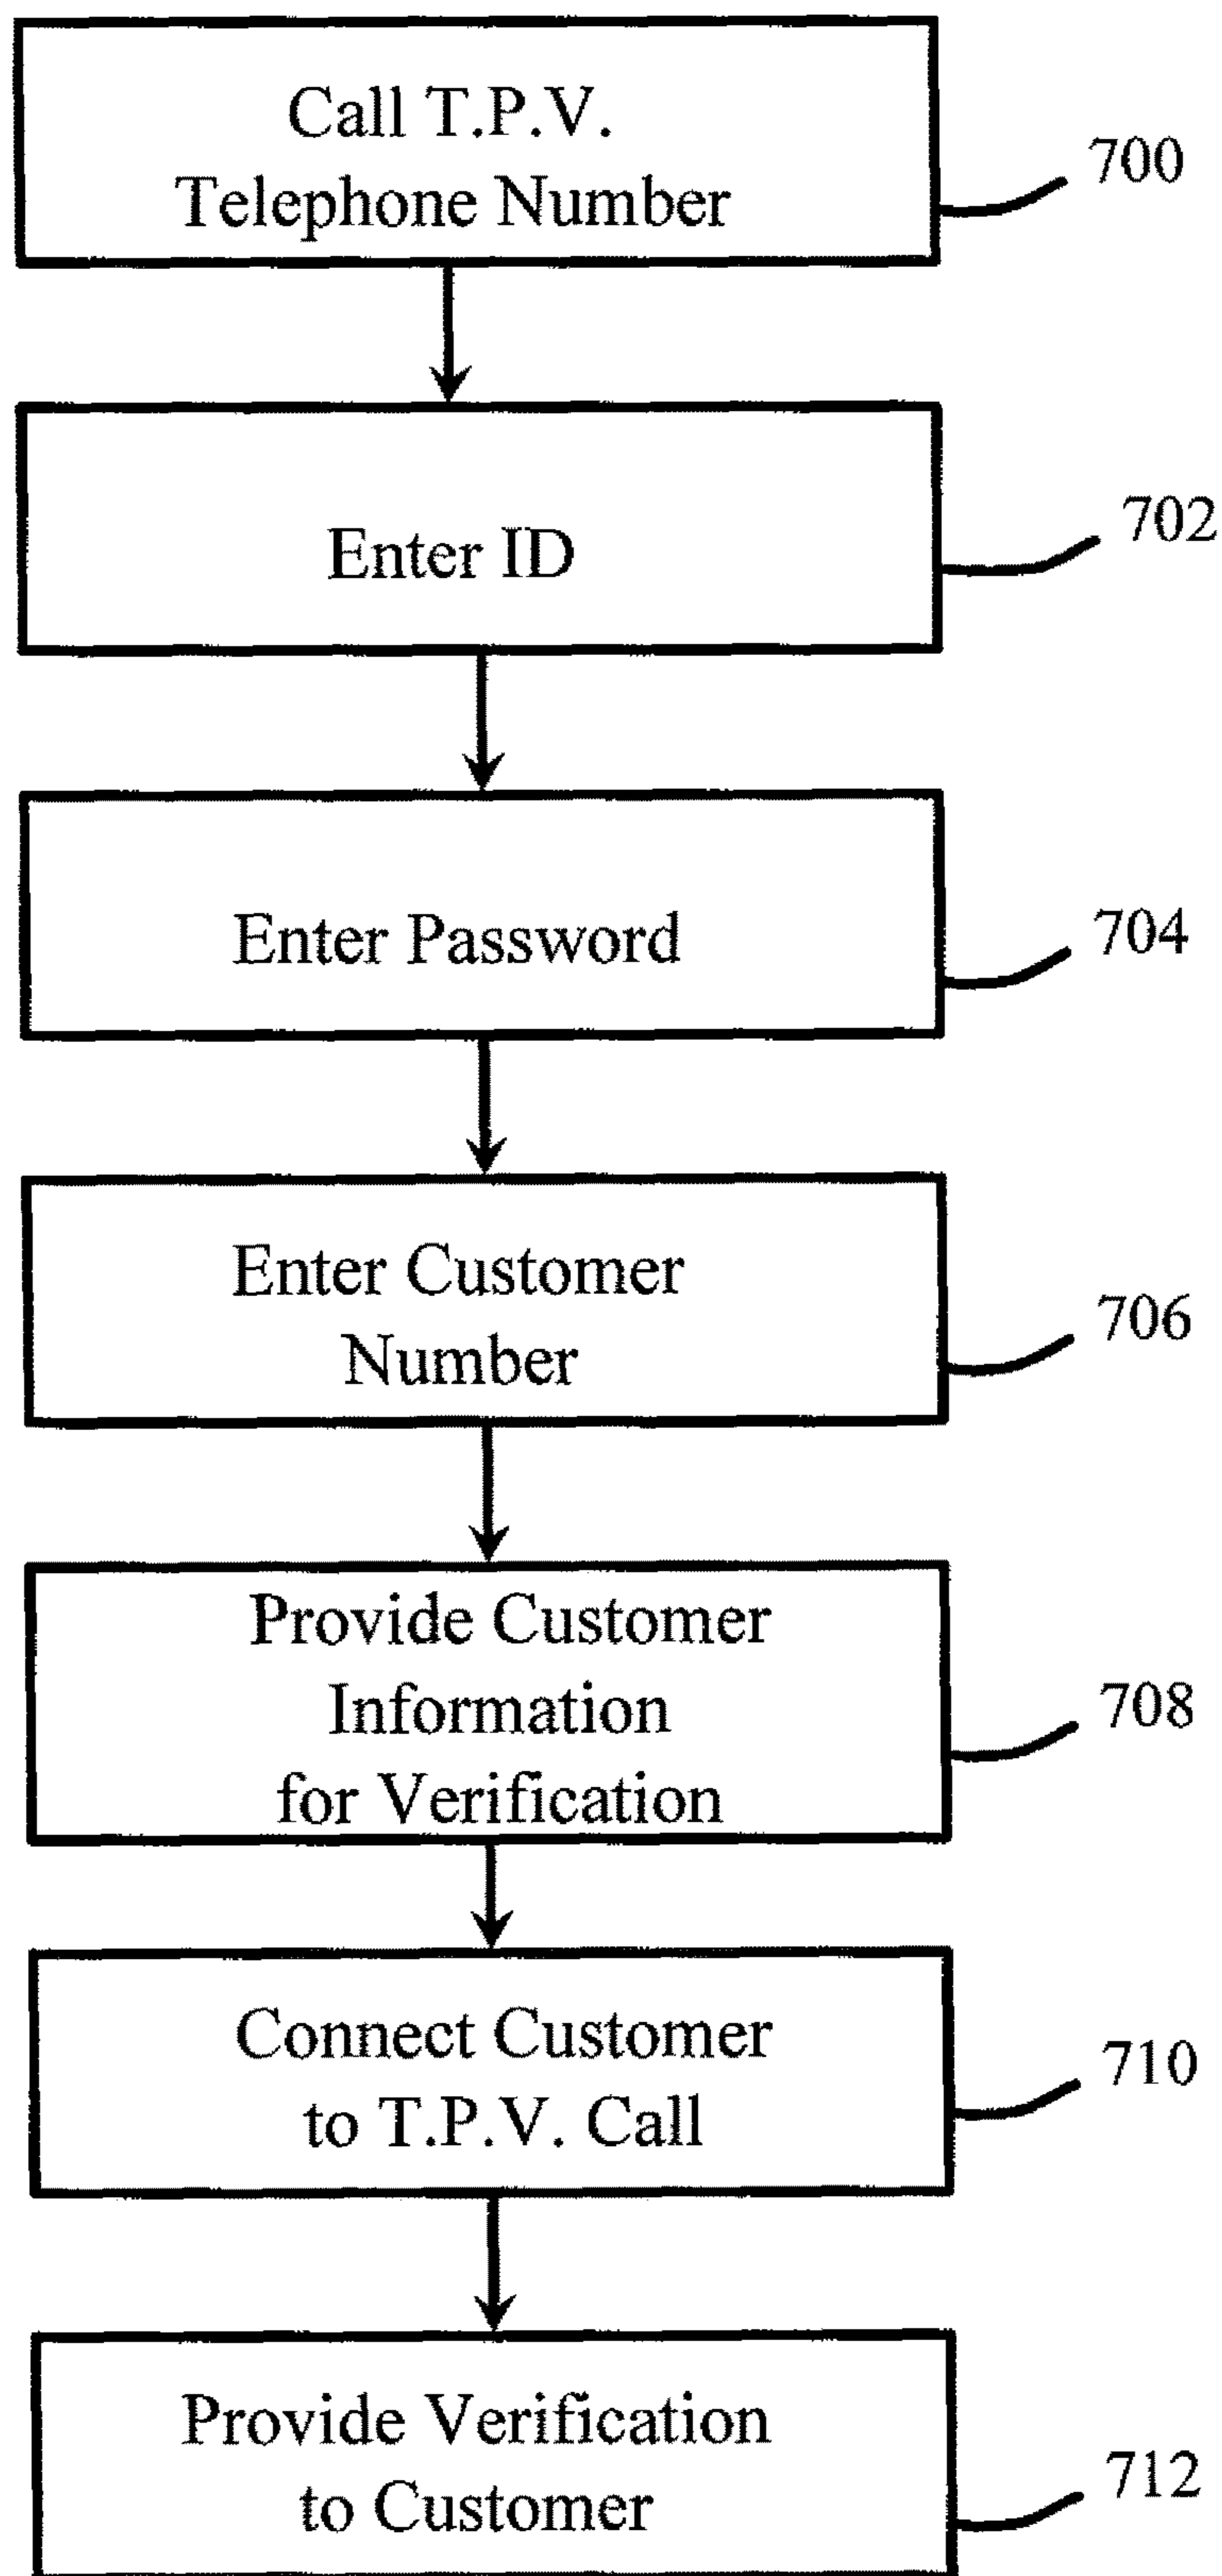 Call T.P.V.
Telephone Number
700
Enter ID
702
Enter Password
704
Enter Customer
Number
706
Provide Customer
Information
for Verification
708
Connect Customer
to T.P.V. Call
710
Provide Verification
to Customer
712